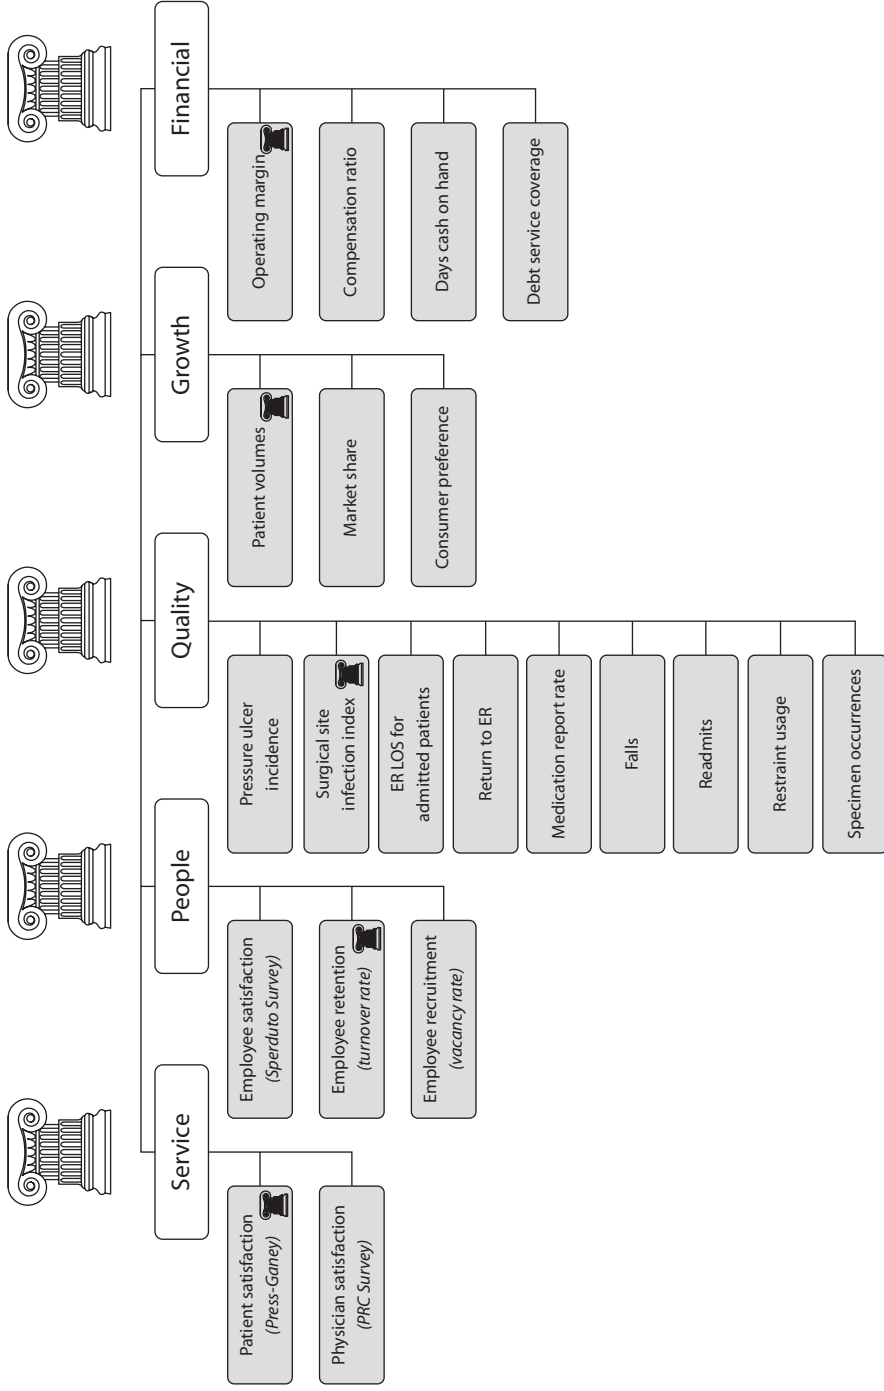 Service
Patient satisfaction
(Press-Ganey)
Physician satisfaction
(PRC Survey)
People
Employee satisfaction
(Sperduto Survey)
Employee retention
(turnover rate)
Employee recruitment
(vacancy rate)
Quality
Pressure ulcer
incidence
Surgical site
infection index
ER LOS for
admitted patients
Return to ER
Medication report rate
Falls
Readmits
Restraint usage
Specimen occurrences
Growth
Patient volumes
Market share
Consumer preference
Financial
Operating margin
Compensation ratio
Days cash on hand
Debt service coverage